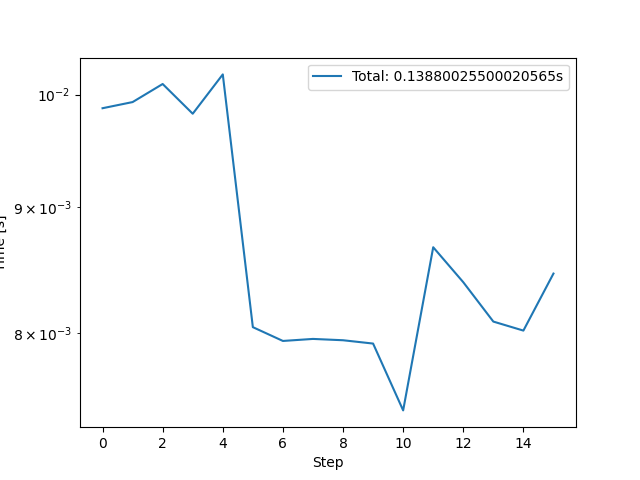 Total: 0.13880025500020565s
10⁻²
9 × 10⁻³
8 × 10⁻³
Time [s]
0 2 4 6 8 10 12 14
Step